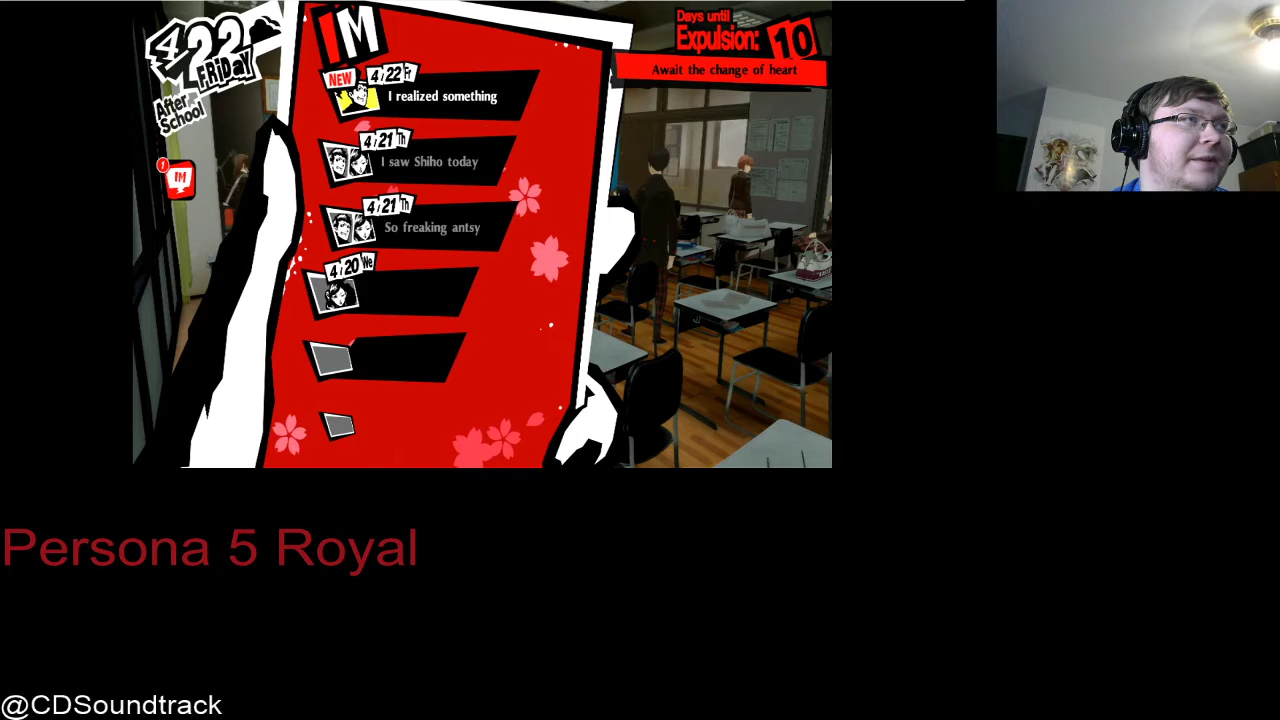 4/22
FRiDaY
After
School
!
IM
IM
NEW
4/22 Fr
I realized something
4/21 Th
I saw Shiho today
4/21 Th
So freaking antsy
4/20 We
Days until
Expulsion: 10
Await the change of heart
Persona 5 Royal
@CDSoundtrack